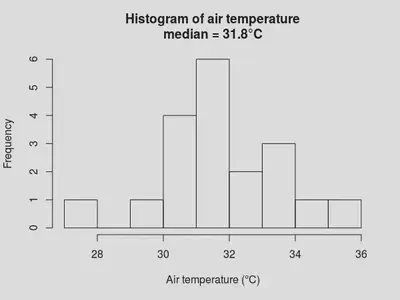 Histogram of air temperature
median = 31.8°C
Frequency
6
5
4
3
2
1
0
28 30 32 34 36
Air temperature (°C)